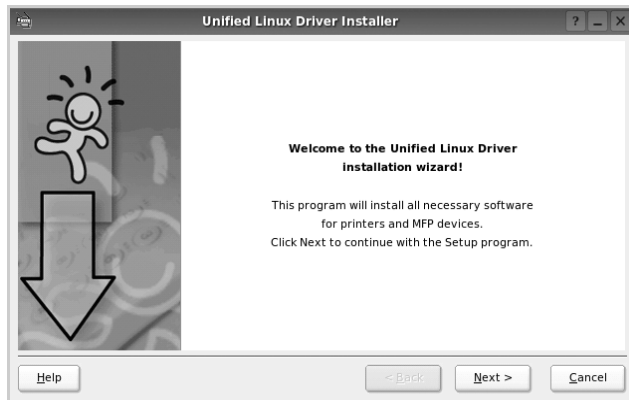 Unified Linux Driver Installer
Welcome to the Unified Linux Driver
installation wizard!
This program will install all necessary software
for printers and MFP devices.
Click Next to continue with the Setup program.
Help
< Back
Next >
Cancel